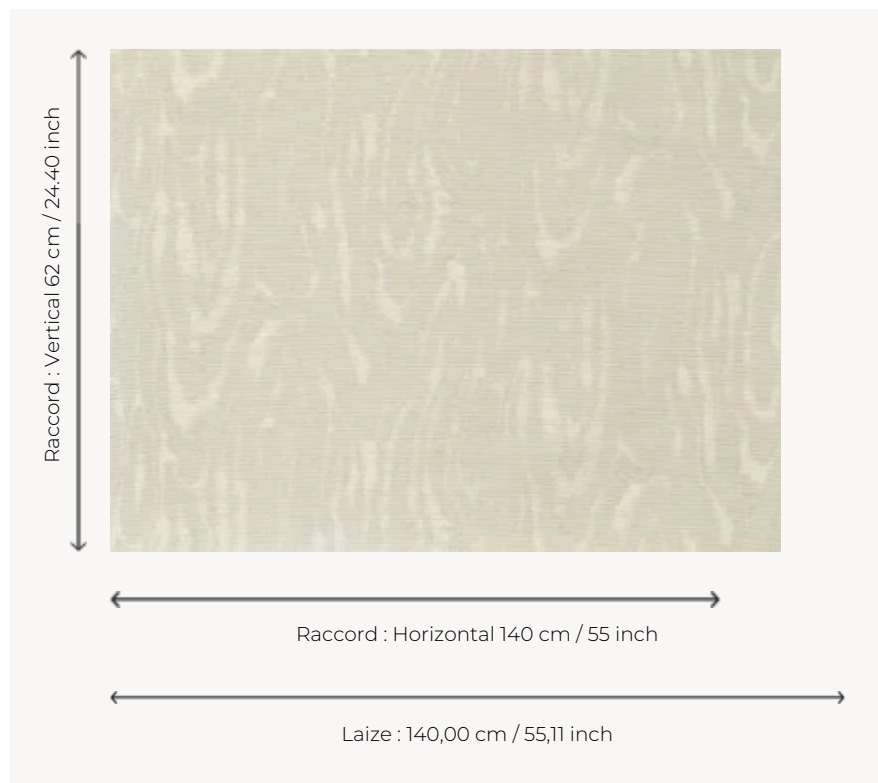 Raccord : Vertical 62 cm / 24.40 inch
Raccord : Horizontal 140 cm / 55 inch
Laize : 140,00 cm / 55,11 inch